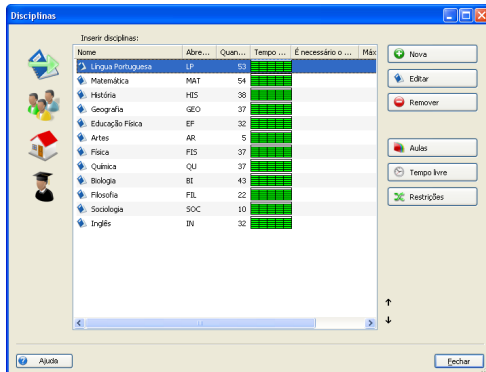 Disciplinas
Inserir disciplinas:
Nome Abre... Quan... Tempo ... É necessário o ... Máx
Língua Portuguesa LP 53
Matemática MAT 54
História HIS 38
Geografia GEO 37
Educação Física EF 32
Artes AR 5
Física FIS 37
Química QU 37
Biologia BI 43
Filosofia FIL 22
Sociologia SOC 10
Inglês IN 32
Nova
Editar
Remover
Aulas
Tempo livre
Restrições
Ajuda
Fechar